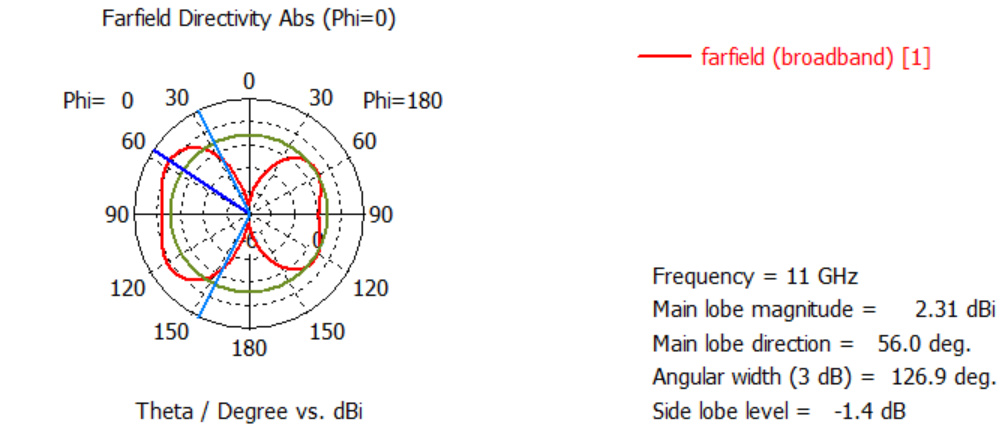 Farfield Directivity Abs (Phi=0)
farfield (broadband) [1]
0
Phi= 0 30 30 Phi=180
60 60
90 0 90
120 120
150 150
180
Frequency = 11 GHz
Main lobe magnitude = 2.31 dBi
Main lobe direction = 56.0 deg.
Angular width (3 dB) = 126.9 deg.
Side lobe level = -1.4 dB
Theta / Degree vs. dBi